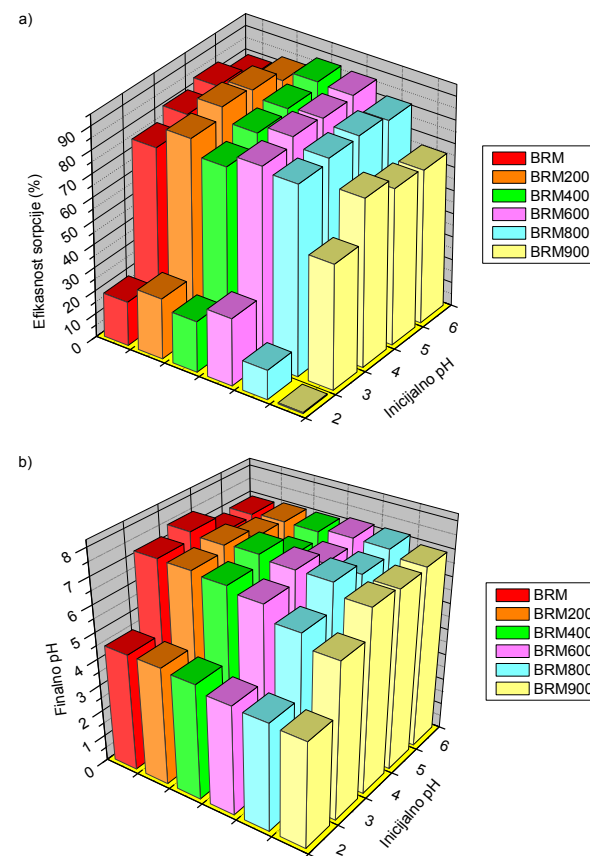 a)
Efikasnost sorpcije (%)
90
80
70
60
50
40
30
20
10
0
2
3
4
5
6
Inicijalno pH
BRM
BRM200
BRM400
BRM600
BRM800
BRM900
b)
Finalno pH
8
7
6
5
4
3
2
1
0
2
3
4
5
6
Inicijalno pH
BRM
BRM200
BRM400
BRM600
BRM800
BRM900